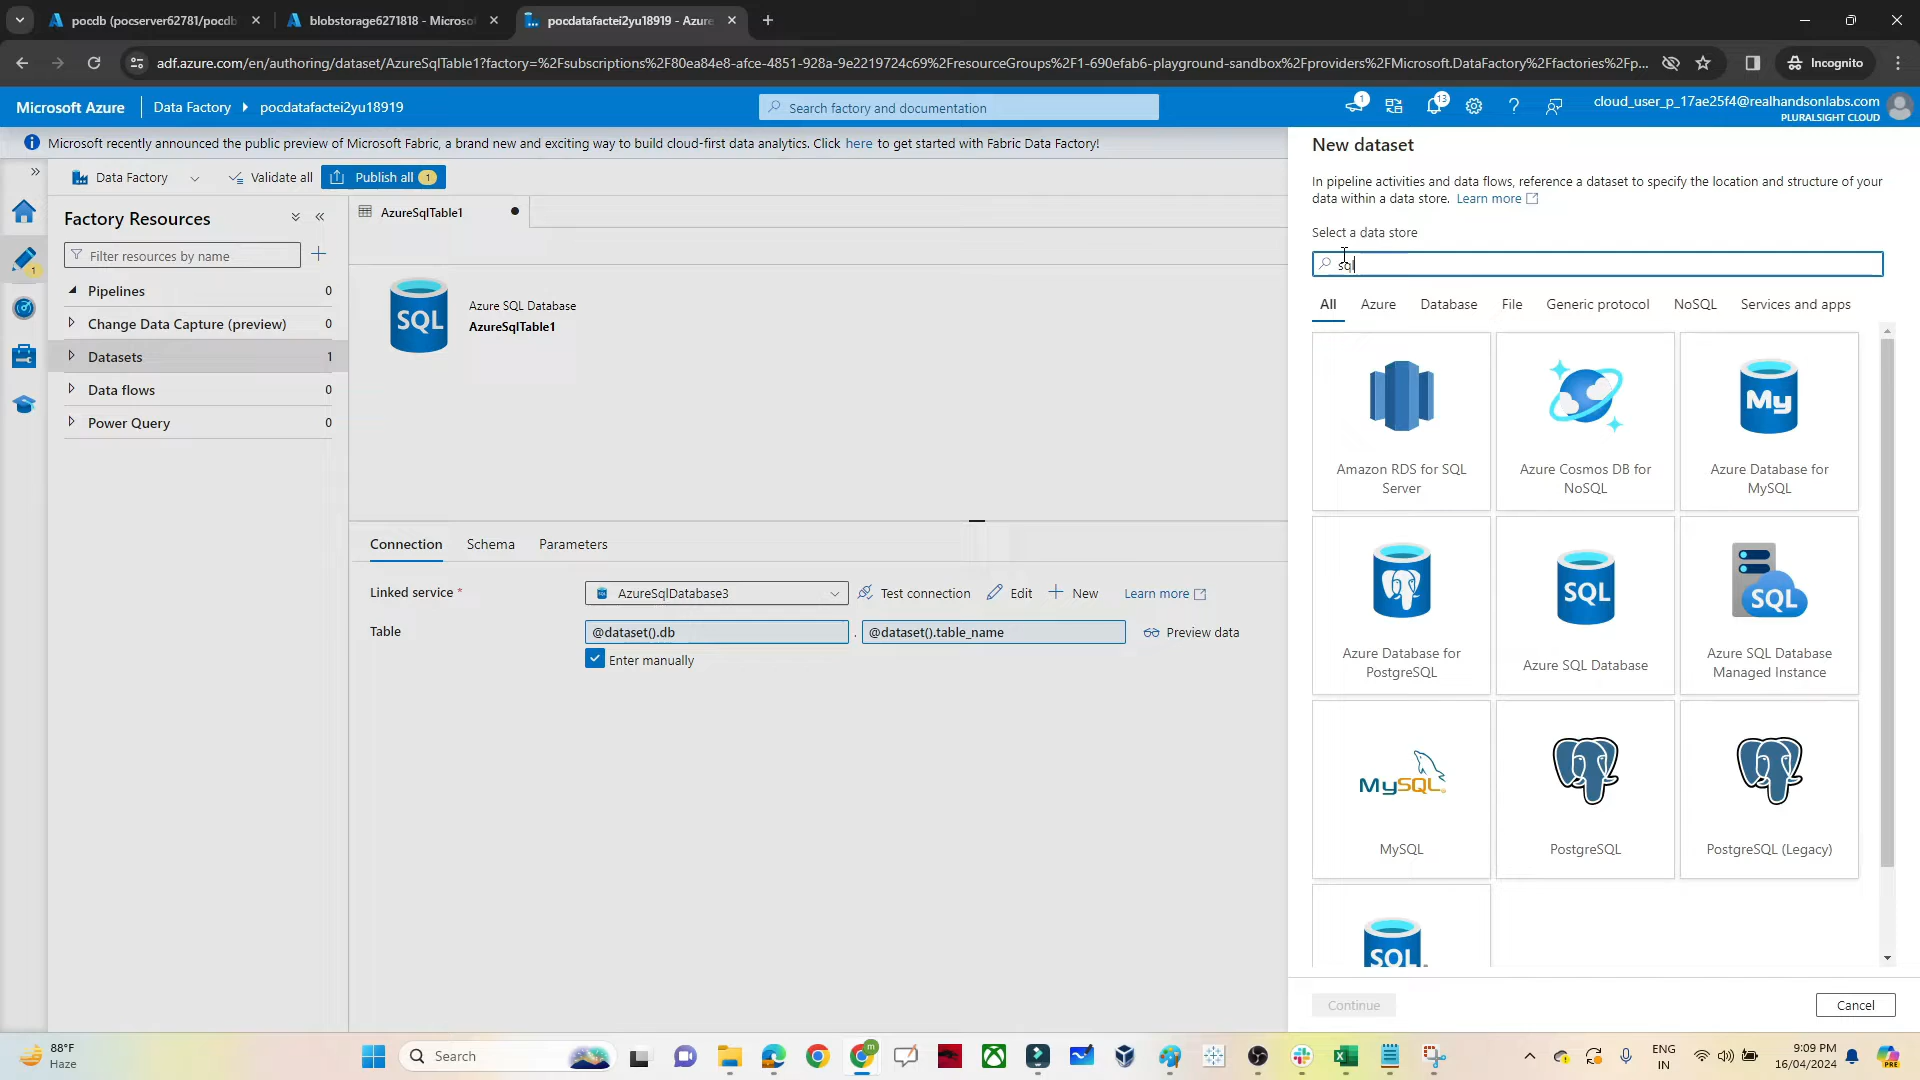 pocdb (pocserver62781/pocdb
blobstorage6271818 - Microso
pocdatafactei2yu18919 - Azure
adf.azure.com/en/authoring/dataset/AzureSqlTable1?factory=%2Fsubscriptions%2F80ea84e8-afce-4851-928a-9e2219724c69%2FresourceGroups%2F1-690efab6-playground-sandbox%2Fproviders%2FMicrosoft.DataFactory%2Ffactories%2Fp...
Incognito
Microsoft Azure
Data Factory
pocdatafactei2yu18919
Search factory and documentation
1
13
cloud_user_p_17ae25f4@realhandsonlabs.com
PLURALSIGHT CLOUD
Microsoft recently announced the public preview of Microsoft Fabric, a brand new and exciting way to build cloud-first data analytics. Click here to get started with Fabric Data Factory!
Data Factory
Validate all
Publish all 1
Factory Resources
Filter resources by name
1
Pipelines 0
Change Data Capture (preview) 0
Datasets 1
Data flows 0
Power Query 0
AzureSqlTable1
SQL
Azure SQL Database
AzureSqlTable1
Connection
Schema
Parameters
Linked service *
AzureSqlDatabase3
Test connection
Edit
New
Learn more
Table
@dataset().db
.
@dataset().table_name
Preview data
Enter manually
New dataset
In pipeline activities and data flows, reference a dataset to specify the location and structure of your
data within a data store. Learn more
Select a data store
sql
All
Azure
Database
File
Generic protocol
NoSQL
Services and apps
Amazon RDS for SQL
Server
Azure Cosmos DB for
NoSQL
My
Azure Database for
MySQL
Azure Database for
PostgreSQL
SQL
Azure SQL Database
SQL
Azure SQL Database
Managed Instance
MySQL
MySQL
PostgreSQL
PostgreSQL (Legacy)
SQL
Continue
Cancel
88°F
Haze
Search
m
ENG
IN
9:09 PM
16/04/2024
PRE